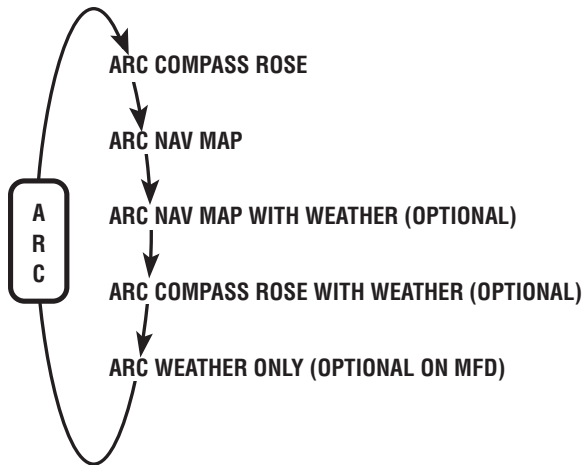 ARC COMPASS ROSE
ARC NAV MAP
A
R
C
ARC NAV MAP WITH WEATHER (OPTIONAL)
ARC COMPASS ROSE WITH WEATHER (OPTIONAL)
ARC WEATHER ONLY (OPTIONAL ON MFD)